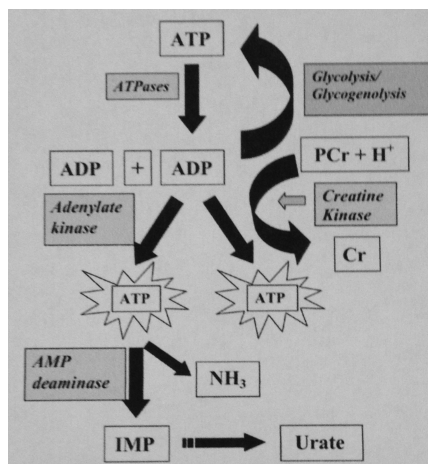 ATP
ATPases
Glycolysis/
Glycogenolysis
ADP + ADP
PCr + H⁺
Adenylate
kinase
Creatine
Kinase
Cr
ATP
ATP
AMP
deaminase
NH₃
IMP
Urate